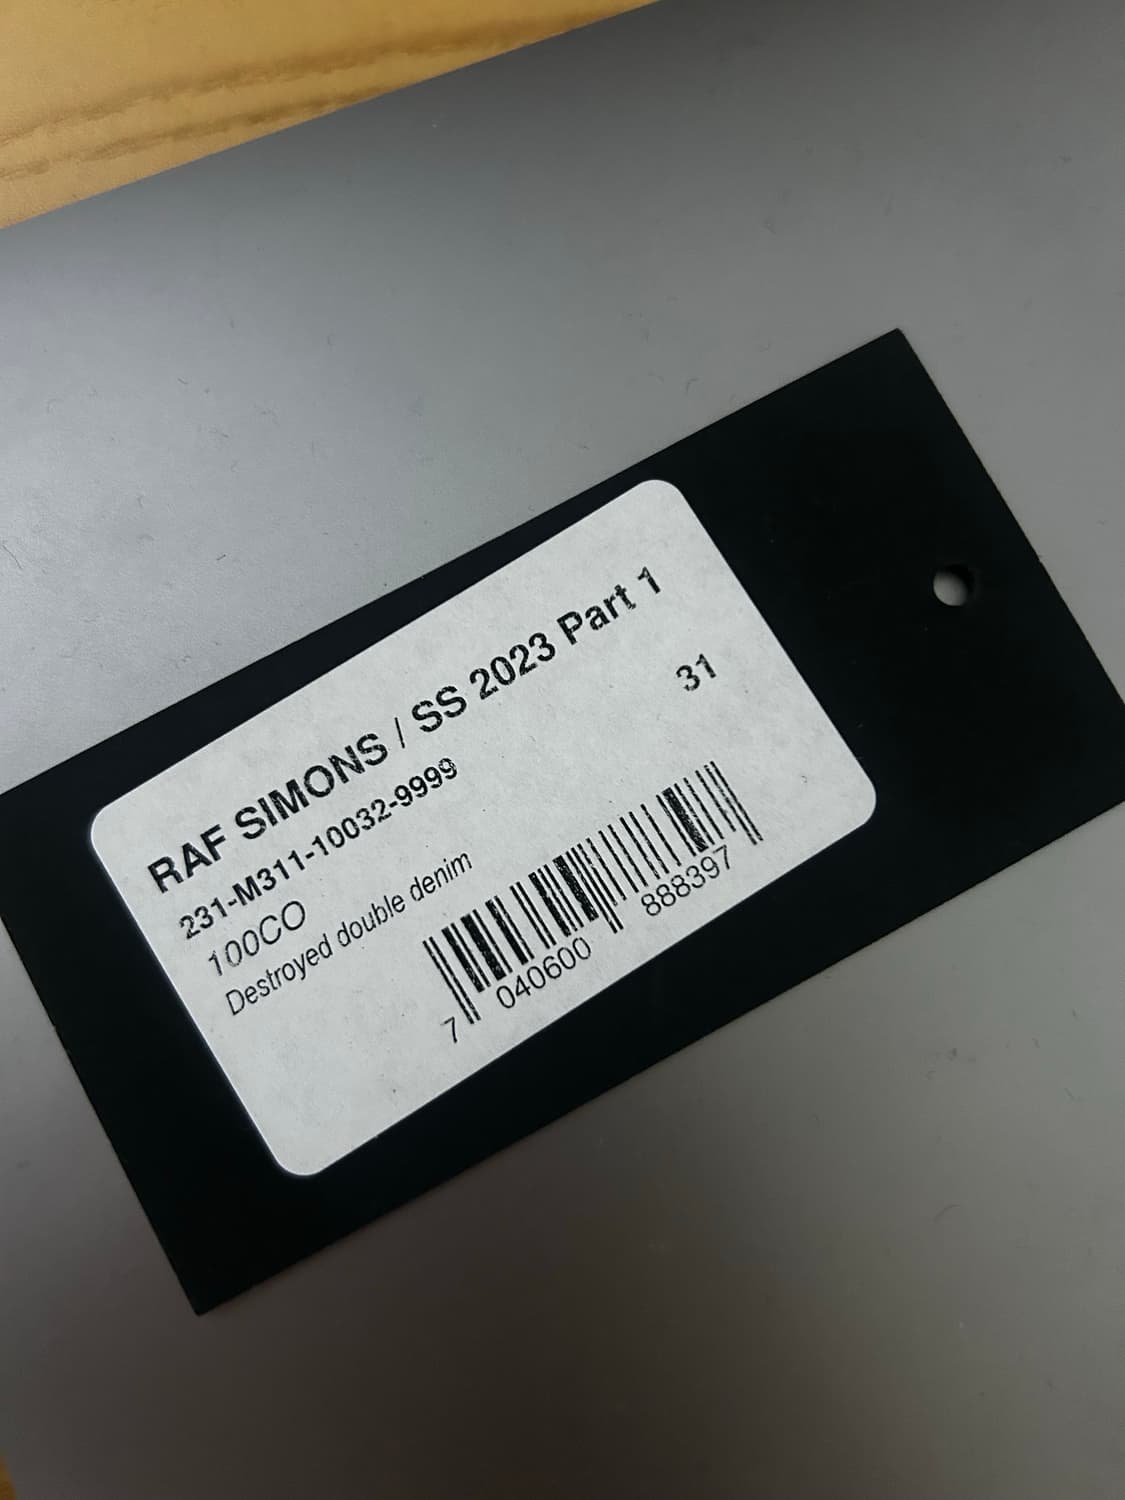 RAF SIMONS / SS 2023 Part 1
31
231-M311-10032-9999
100CO
Destroyed double denim
7 040600 888397